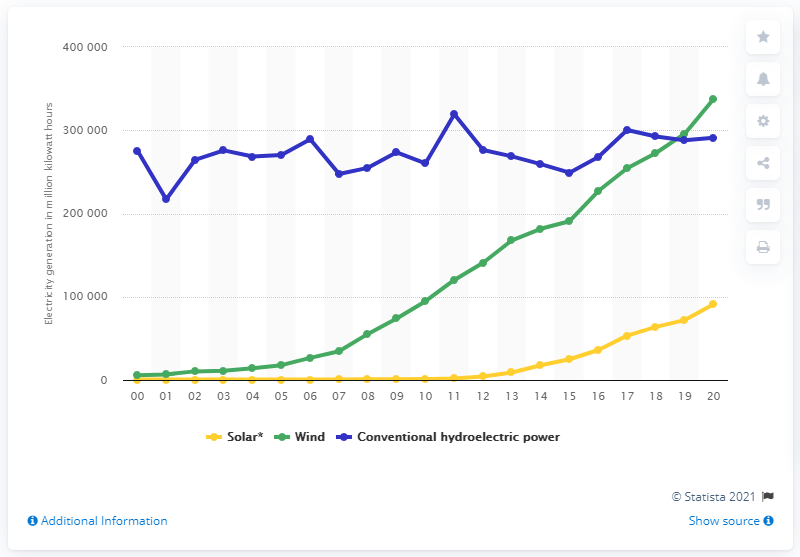 400 000
300 000
200 000
100 000
0
Electricity generation in million kilowatt hours
00 01 02 03 04 05 06 07 08 09 10 11 12 13 14 15 16 17 18 19 20
Solar* Wind Conventional hydroelectric power
© Statista 2021
Additional Information Show source